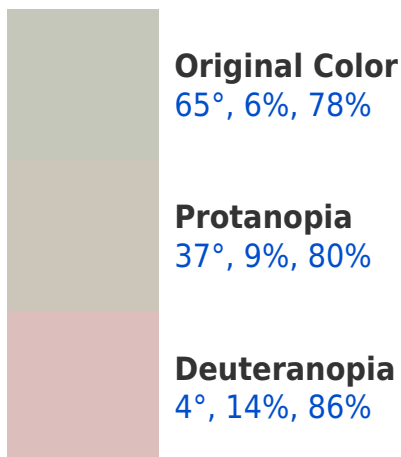 Original Color
65°, 6%, 78%
Protanopia
37°, 9%, 80%
Deuteranopia
4°, 14%, 86%